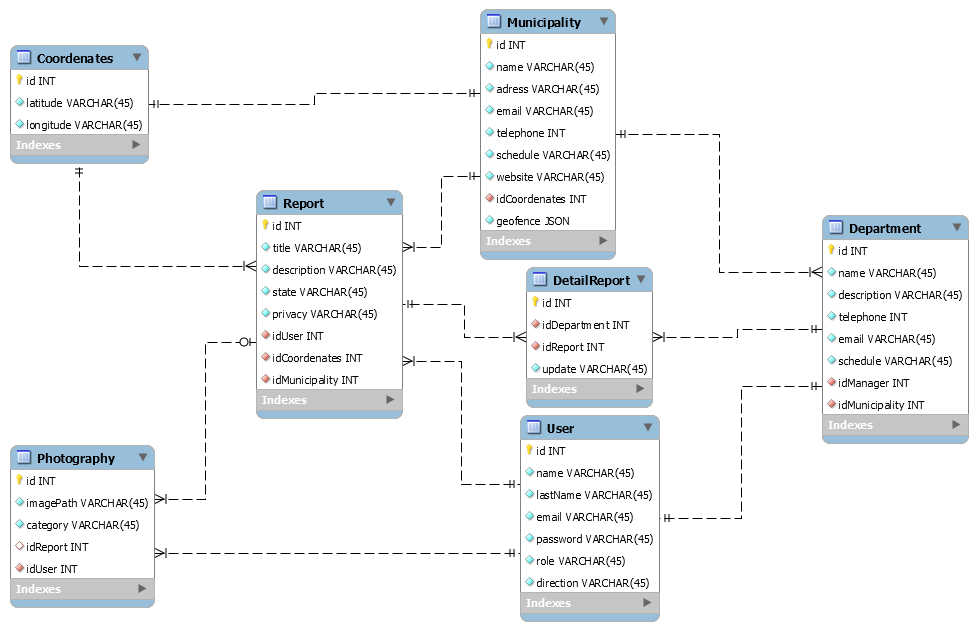 Coordenates
id INT
latitude VARCHAR(45)
longitude VARCHAR(45)
Indexes
Municipality
id INT
name VARCHAR(45)
adress VARCHAR(45)
email VARCHAR(45)
telephone INT
schedule VARCHAR(45)
website VARCHAR(45)
idCoordenates INT
geofence JSON
Indexes
Report
id INT
title VARCHAR(45)
description VARCHAR(45)
state VARCHAR(45)
privacy VARCHAR(45)
idUser INT
idCoordenates INT
idMunicipality INT
Indexes
DetailReport
id INT
idDepartment INT
idReport INT
update VARCHAR(45)
Indexes
Department
id INT
name VARCHAR(45)
description VARCHAR(45)
telephone INT
email VARCHAR(45)
schedule VARCHAR(45)
idManager INT
idMunicipality INT
Indexes
Photography
id INT
imagePath VARCHAR(45)
category VARCHAR(45)
idReport INT
idUser INT
Indexes
User
id INT
name VARCHAR(45)
lastName VARCHAR(45)
email VARCHAR(45)
password VARCHAR(45)
role VARCHAR(45)
direction VARCHAR(45)
Indexes